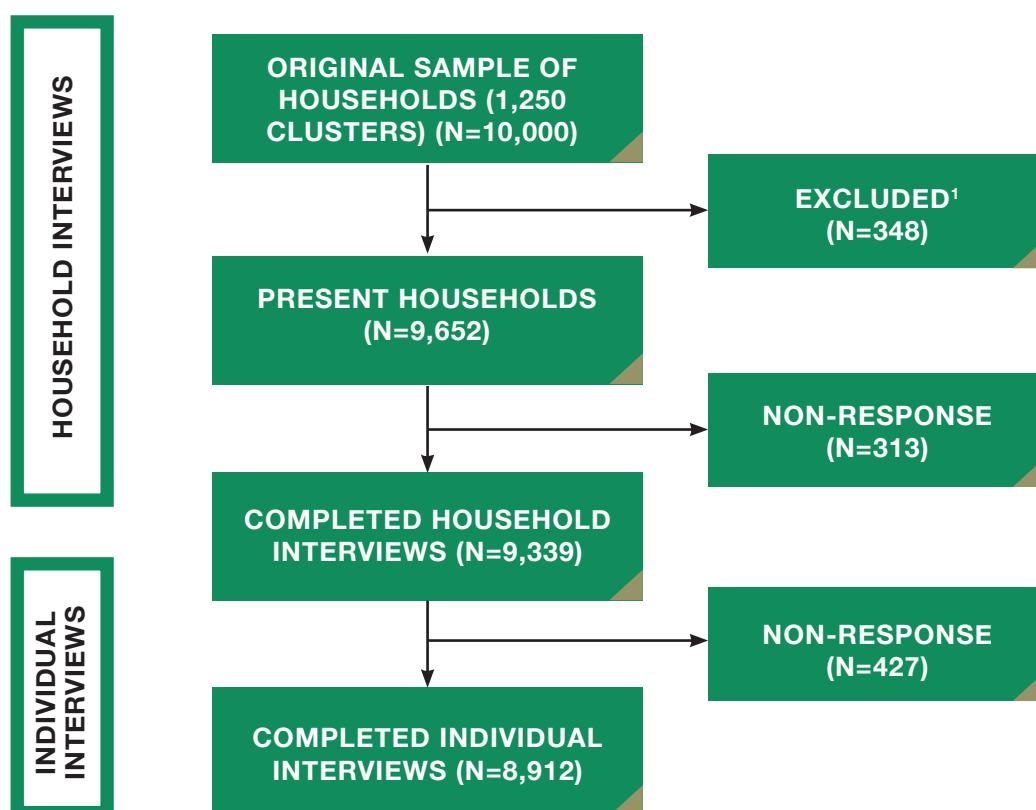 HOUSEHOLD INTERVIEWS
ORIGINAL SAMPLE OF
HOUSEHOLDS (1,250
CLUSTERS) (N=10,000)
EXCLUDED¹
(N=348)
PRESENT HOUSEHOLDS
(N=9,652)
NON-RESPONSE
(N=313)
COMPLETED HOUSEHOLD
INTERVIEWS (N=9,339)
INDIVIDUAL
INTERVIEWS
NON-RESPONSE
(N=427)
COMPLETED INDIVIDUAL
INTERVIEWS (N=8,912)